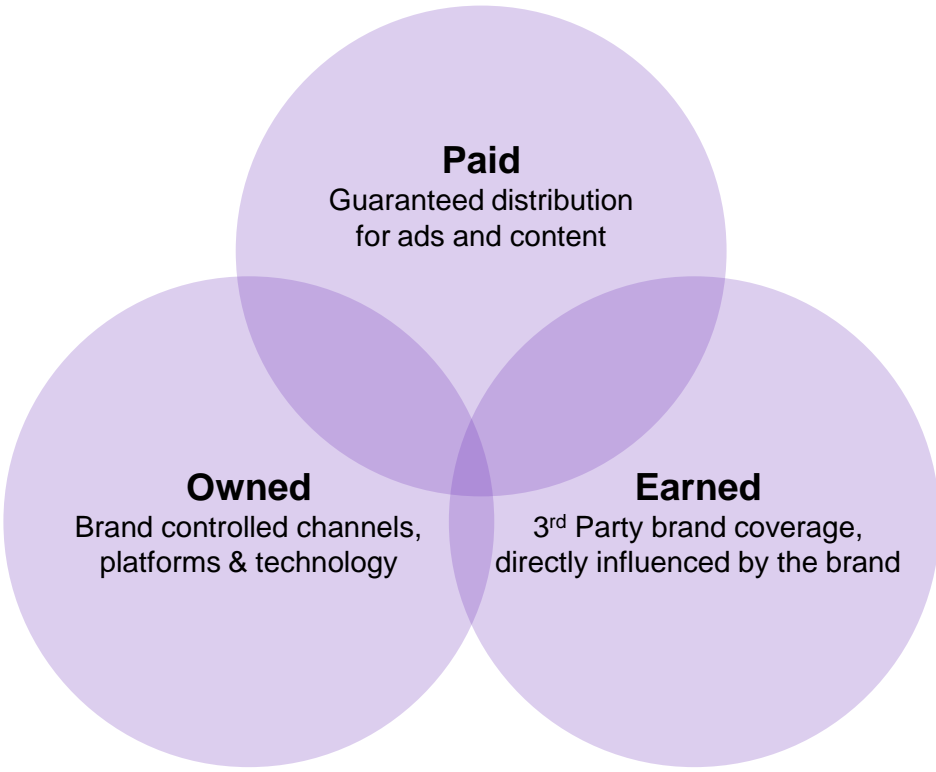 Paid
Guaranteed distribution
for ads and content
Owned
Brand controlled channels,
platforms & technology
Earned
3rd Party brand coverage,
directly influenced by the brand